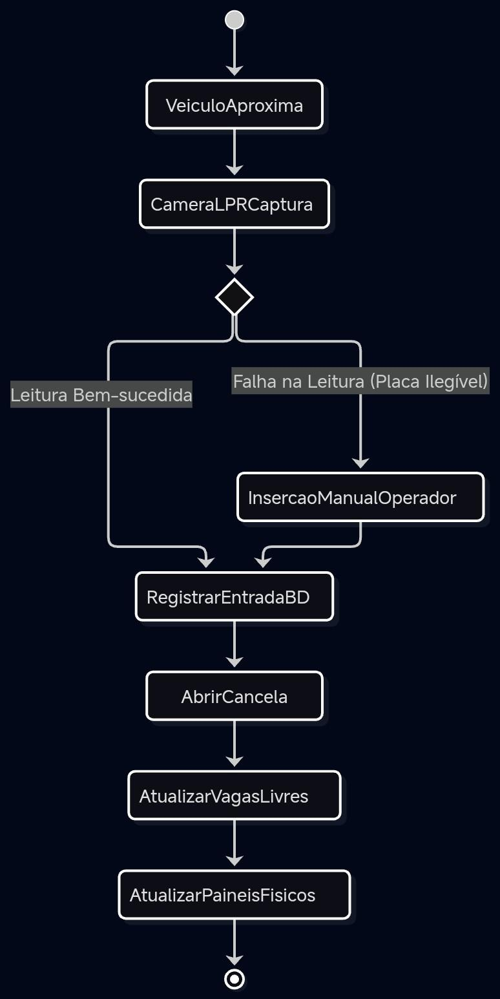 VeiculoAproxima
CameraLPRCaptura
Leitura Bem-sucedida
Falha na Leitura (Placa Ilegível)
InsercaoManualOperador
RegistrarEntradaBD
AbrirCancela
AtualizarVagasLivres
AtualizarPaineisFisicos